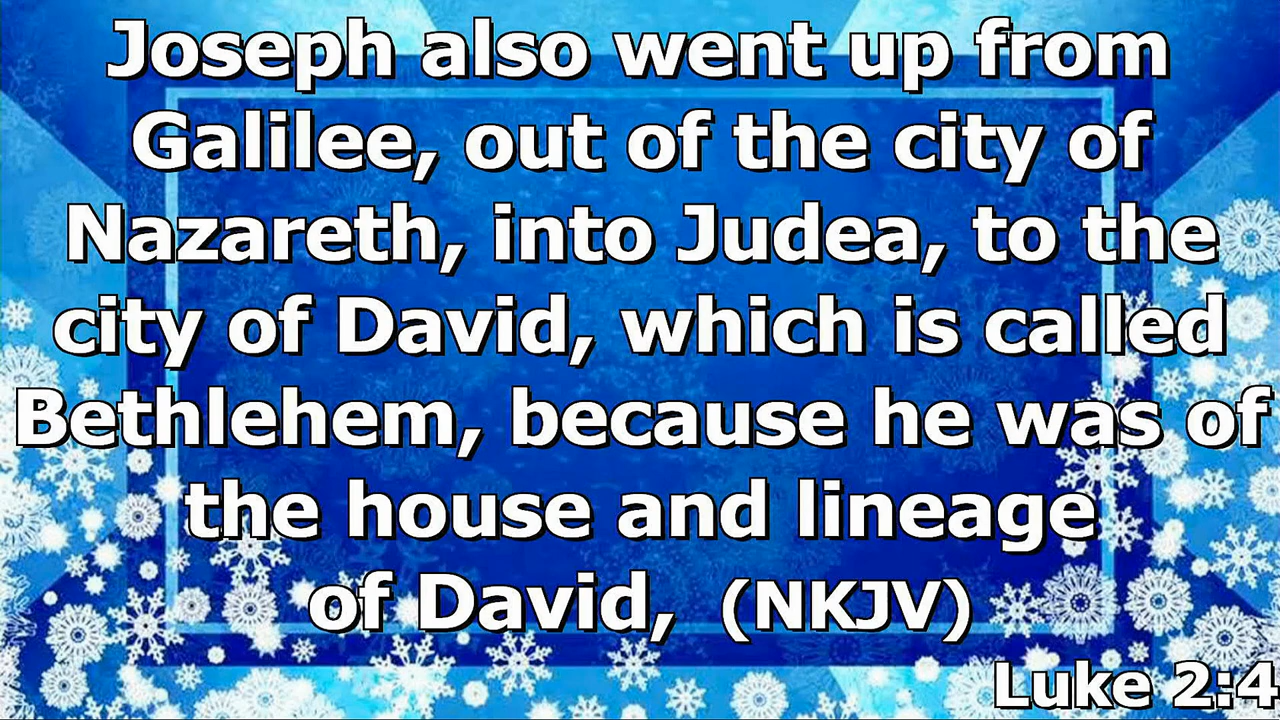 Joseph also went up from
Galilee, out of the city of
Nazareth, into Judea, to the
city of David, which is called
Bethlehem, because he was of
the house and lineage
of David, (NKJV)
Luke 2:4